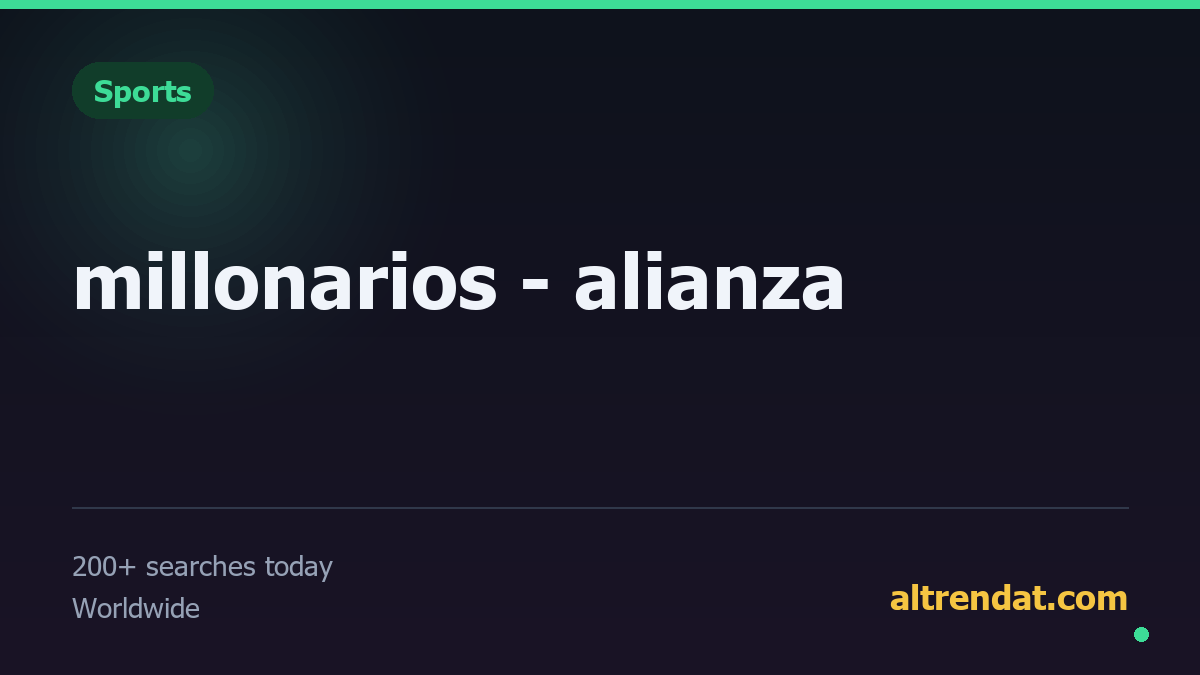 Sports
millonarios - alianza
200+ searches today
Worldwide
altrendat.com